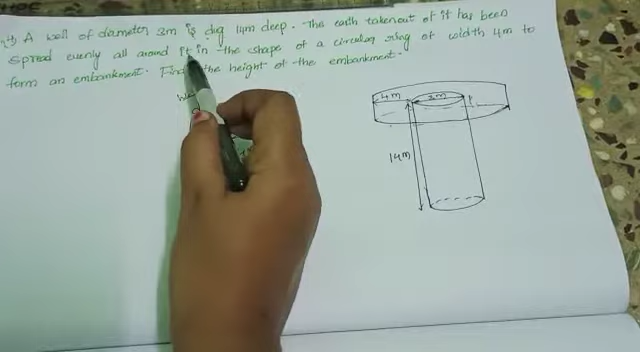 A well of diameter 3m is dug 14m deep. The earth taken out of it has been
spread evenly all around it in the shape of a circular ring of width 4m to
form an embankment. Find the height of the embankment.
4m
3m
14m